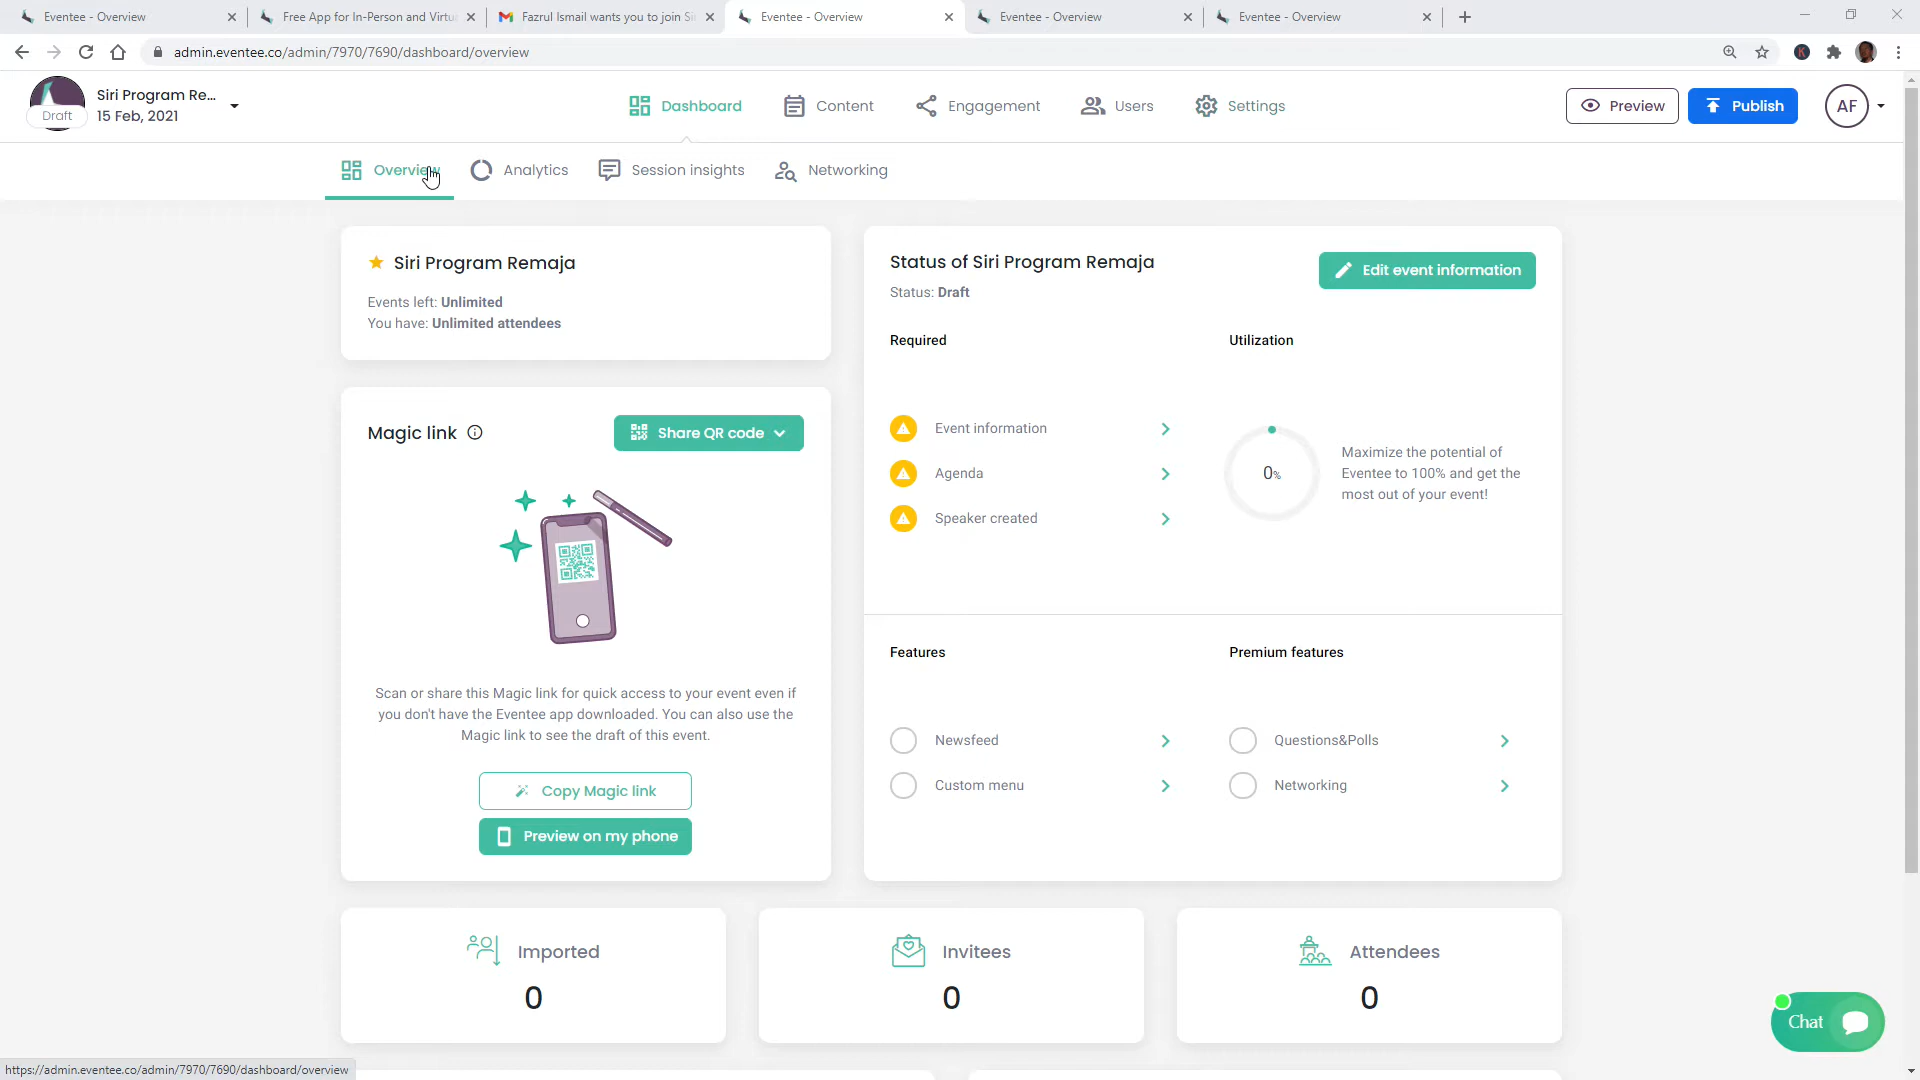 Eventee - Overview
Free App for In-Person and Virtu
Fazrul Ismail wants you to join Si
Eventee - Overview
Eventee - Overview
Eventee - Overview
admin.eventee.co/admin/7970/7690/dashboard/overview
K
Draft
Siri Program Re...
15 Feb, 2021
Dashboard
Content
Engagement
Users
Settings
Preview
Publish
AF
Overview
Analytics
Session insights
Networking
Siri Program Remaja
Events left: Unlimited
You have: Unlimited attendees
Status of Siri Program Remaja
Status: Draft
Edit event information
Required
Utilization
Event information
Agenda
Speaker created
0%
Maximize the potential of
Eventee to 100% and get the
most out of your event!
Magic link
Share QR code
Scan or share this Magic link for quick access to your event even if
you don't have the Eventee app downloaded. You can also use the
Magic link to see the draft of this event.
Copy Magic link
Preview on my phone
Features
Premium features
Newsfeed
Custom menu
Questions&Polls
Networking
Imported
0
Invitees
0
Attendees
0
Chat
https://admin.eventee.co/admin/7970/7690/dashboard/overview